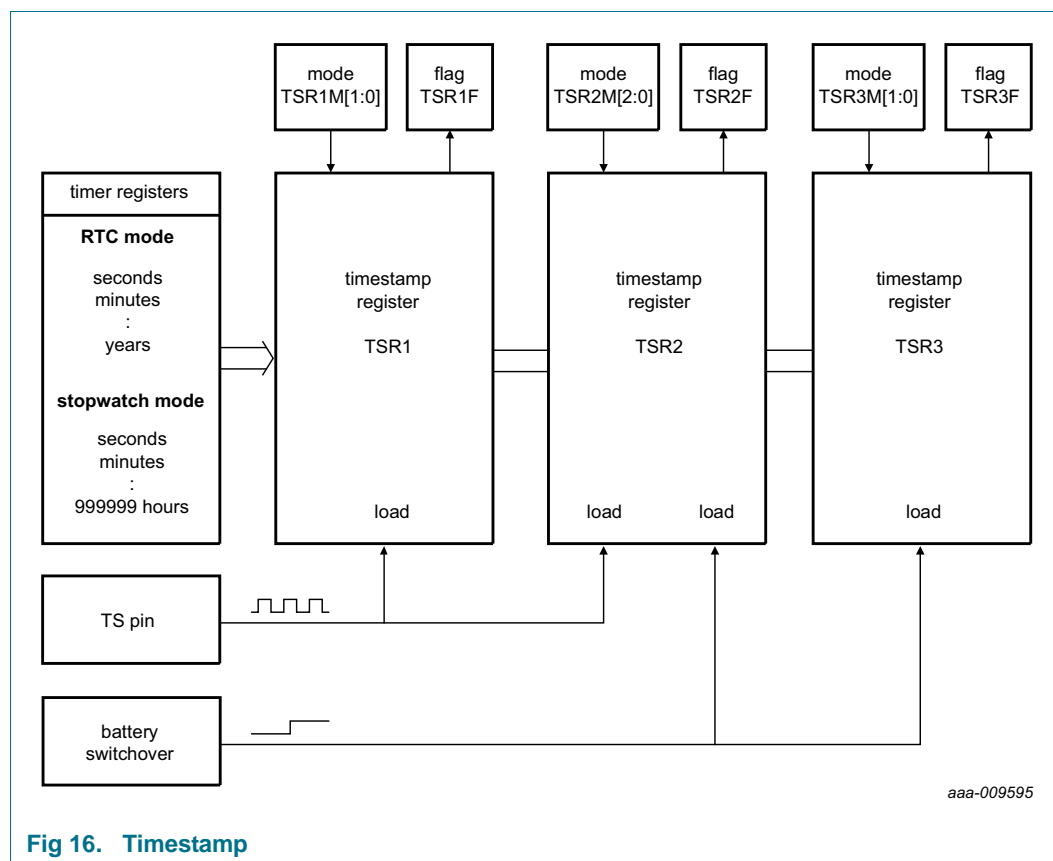 mode
TSR1M[1:0]
flag
TSR1F
mode
TSR2M[2:0]
flag
TSR2F
mode
TSR3M[1:0]
flag
TSR3F
timer registers
RTC mode
seconds
minutes
:
years
stopwatch mode
seconds
minutes
:
999999 hours
timestamp
register
TSR1
load
timestamp
register
TSR2
load
load
timestamp
register
TSR3
load
TS pin
battery
switchover
aaa-009595
Fig 16. Timestamp